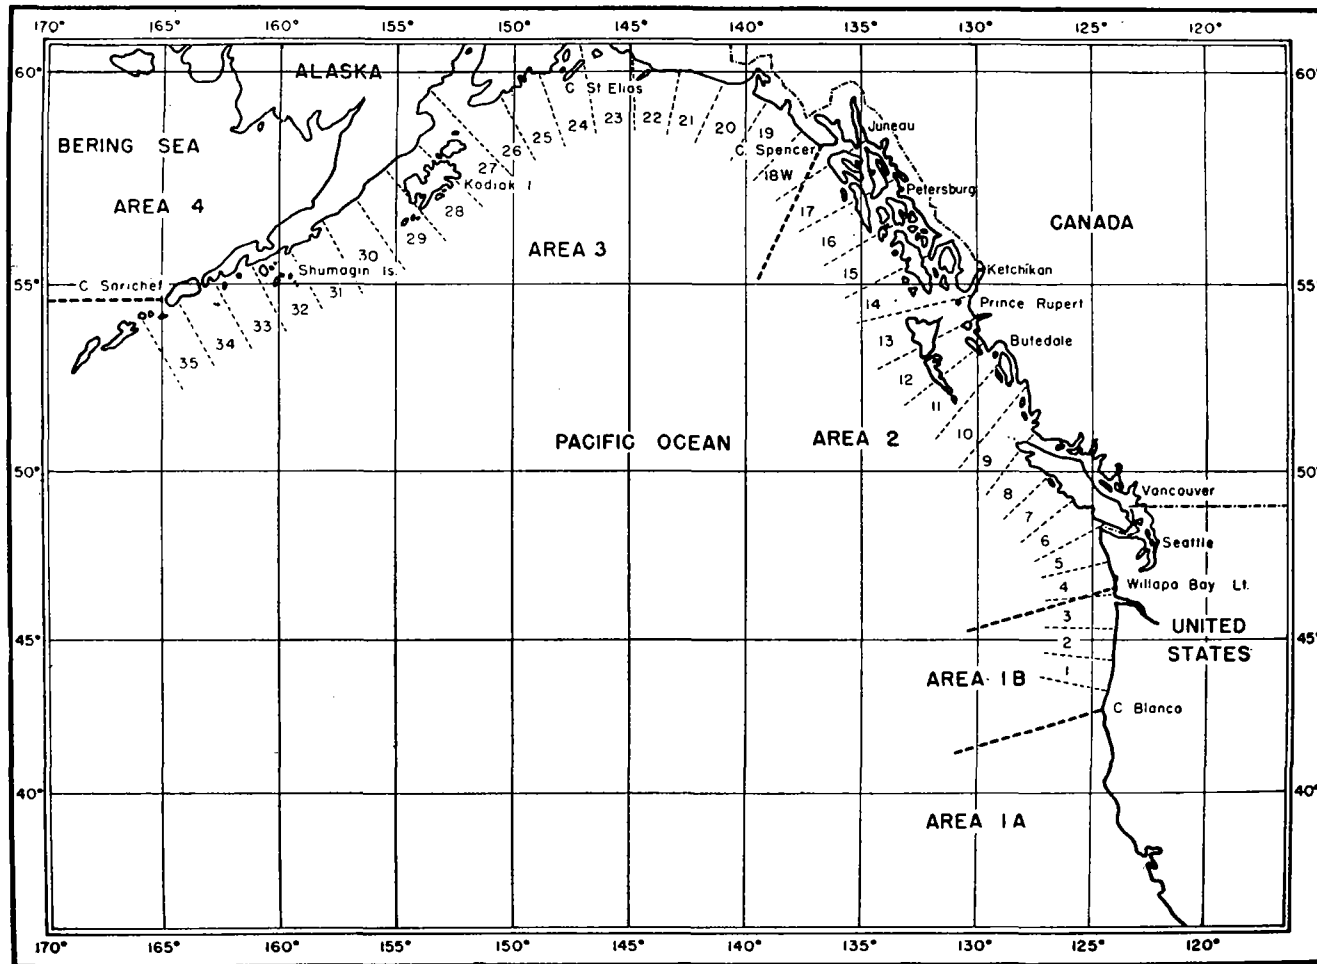 170° 165° 160° 155° 150° 145° 140° 135° 130° 125° 120°
60° ALASKA 60°
C St Elias
BERING SEA
AREA 4
26 25 24 23 22 21 20 19
C. Spencer
Juneau
18W
27
Kodiak I
28
29
30
AREA 3
17
Petersburg
16
15
14
CANADA
C Sarichef
Shumagin Is.
55° 55°
31
32
33
34
35
Ketchikan
Prince Rupert
13
Butedale
12
11
PACIFIC OCEAN
AREA 2
10
9
50° 50°
8
7
6
Vancouver
Seattle
5
4
Willapa Bay Lt.
3
45° 45°
UNITED
STATES
2
1
AREA 1B
C Blanco
40° 40°
AREA 1A
170° 165° 160° 155° 150° 145° 140° 135° 130° 125° 120°